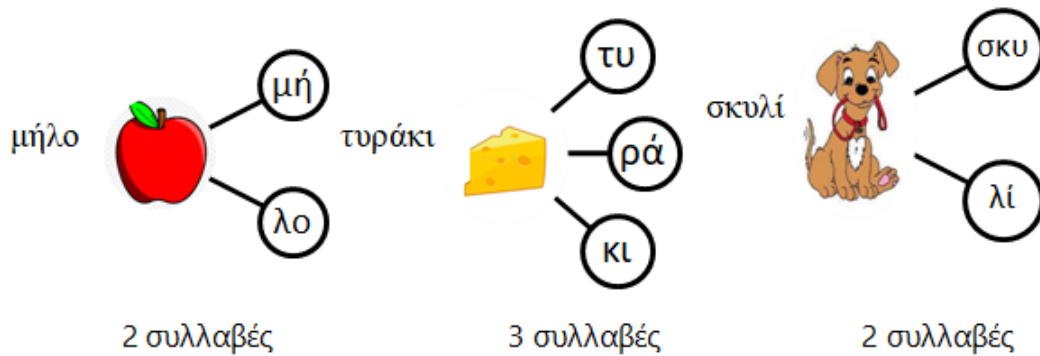 μήλο
μή
λο
2 συλλαβές
τυράκι
τυ
ρά
κι
3 συλλαβές
σκυλί
σκυ
λί
2 συλλαβές